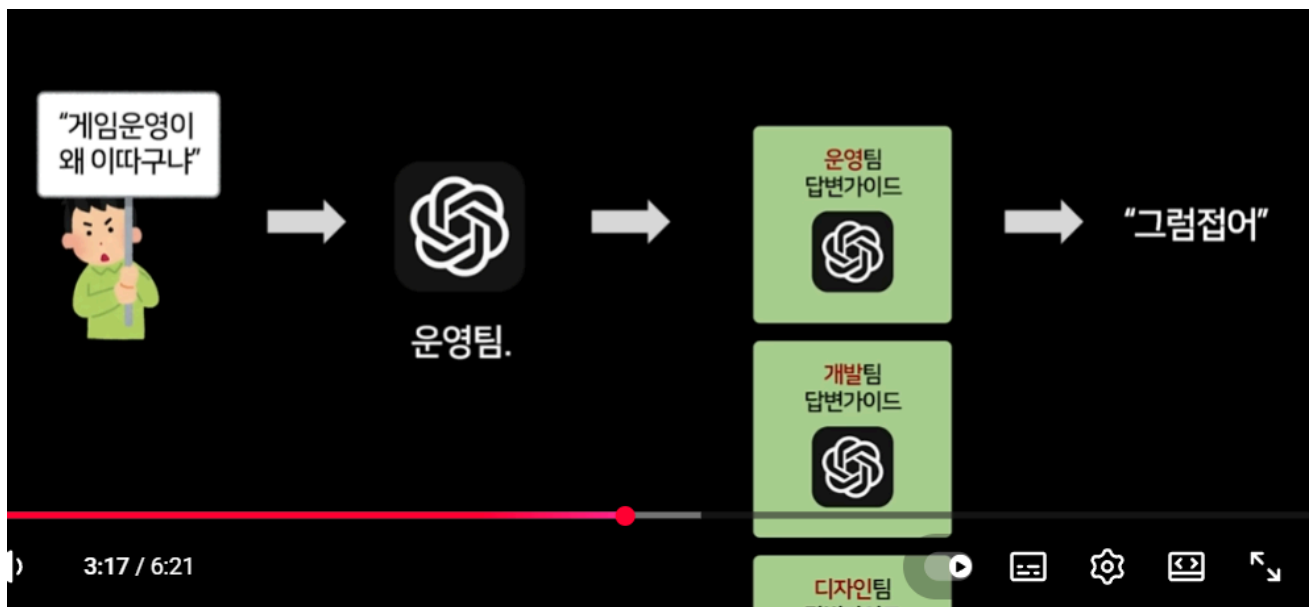 “게임운영이
왜 이따구냐”
운영팀.
운영팀
답변가이드
개발팀
답변가이드
디자인팀
“그럼접어”
3:17 / 6:21